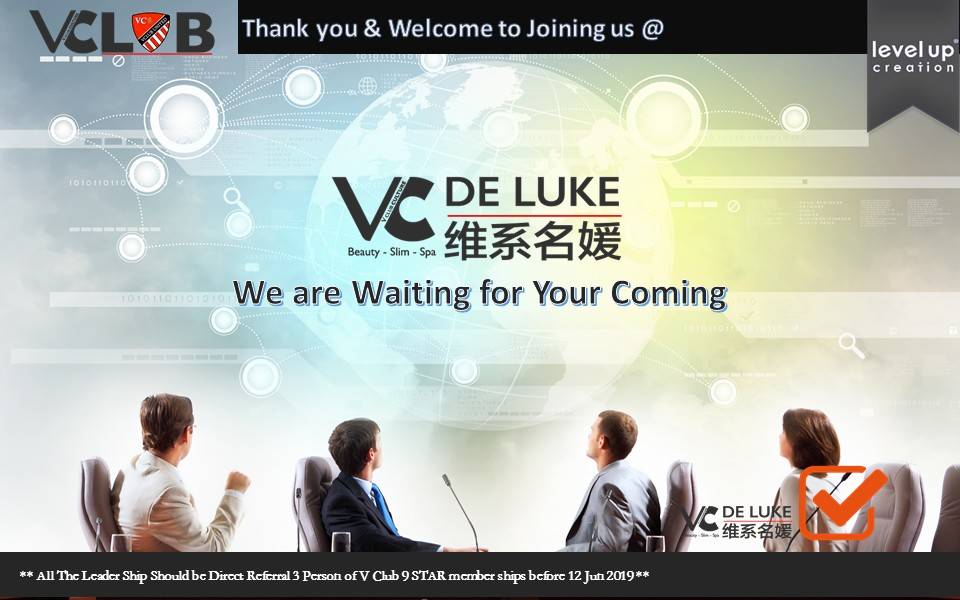 VCLUB
VC
Thank you & Welcome to Joining us @
level up
creation
VC DE LUKE
维系名媛
Beauty - Slim - Spa
We are Waiting for Your Coming
VC DE LUKE
维系名媛
Beauty - Slim - Spa
** All The Leader Ship Should be Direct Referral 3 Person of V Club 9 STAR member ships before 12 Jun 2019 **